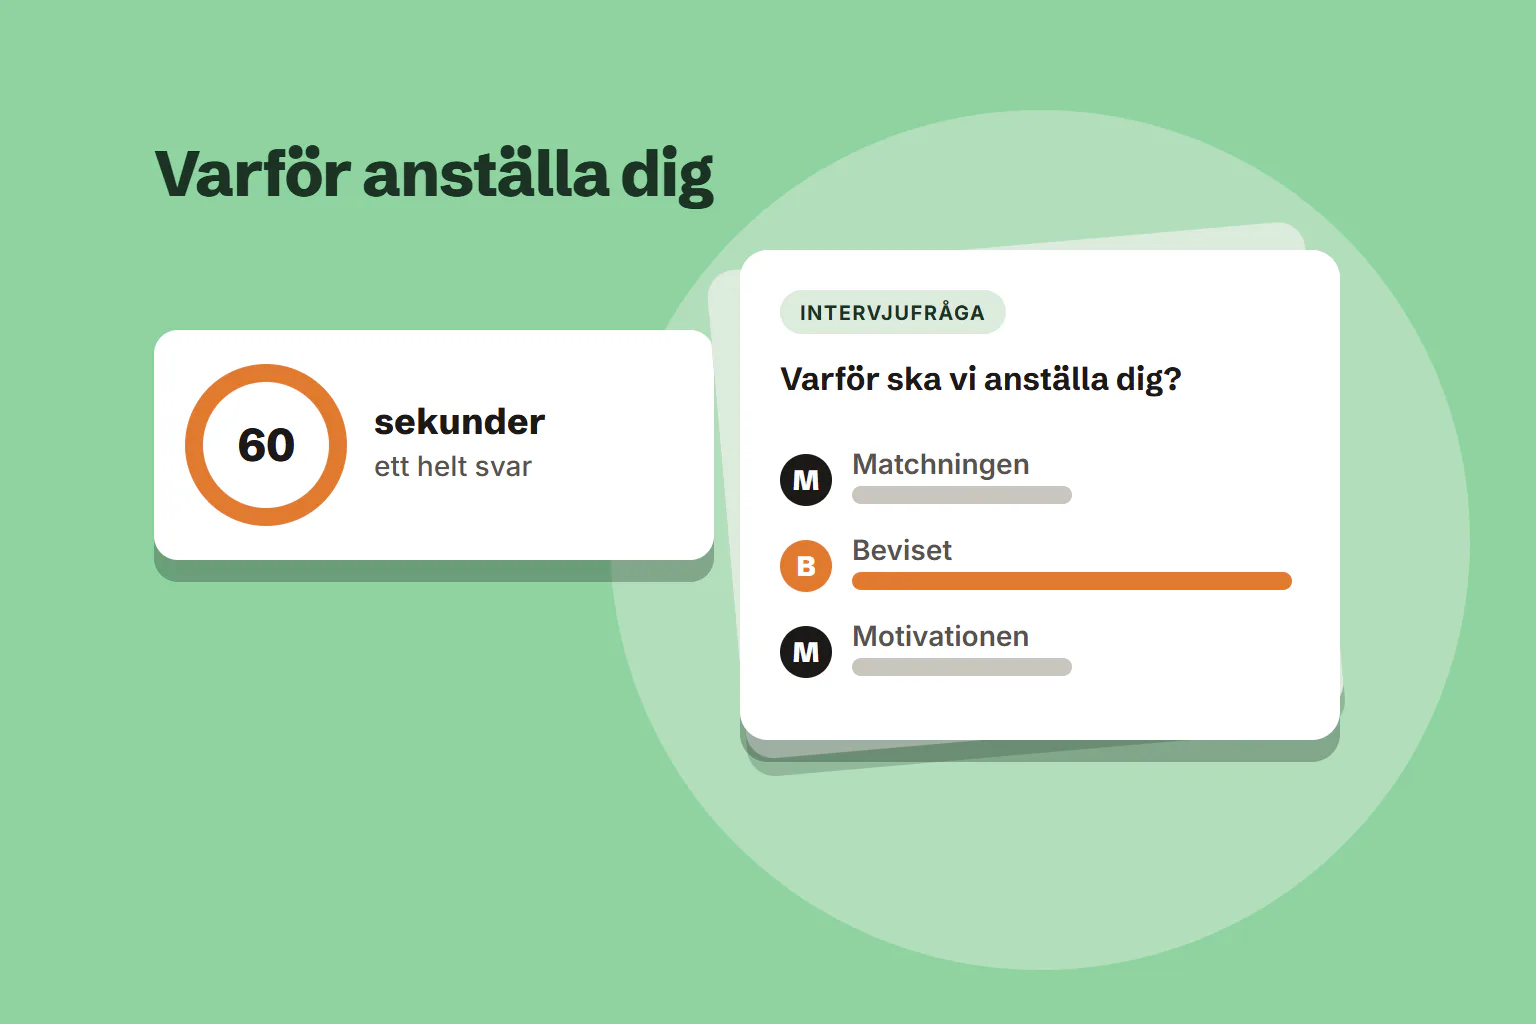 Varför anställa dig
60
sekunder
ett helt svar
INTERVJUFRÅGA
Varför ska vi anställa dig?
M
Matchningen
B
Beviset
M
Motivationen